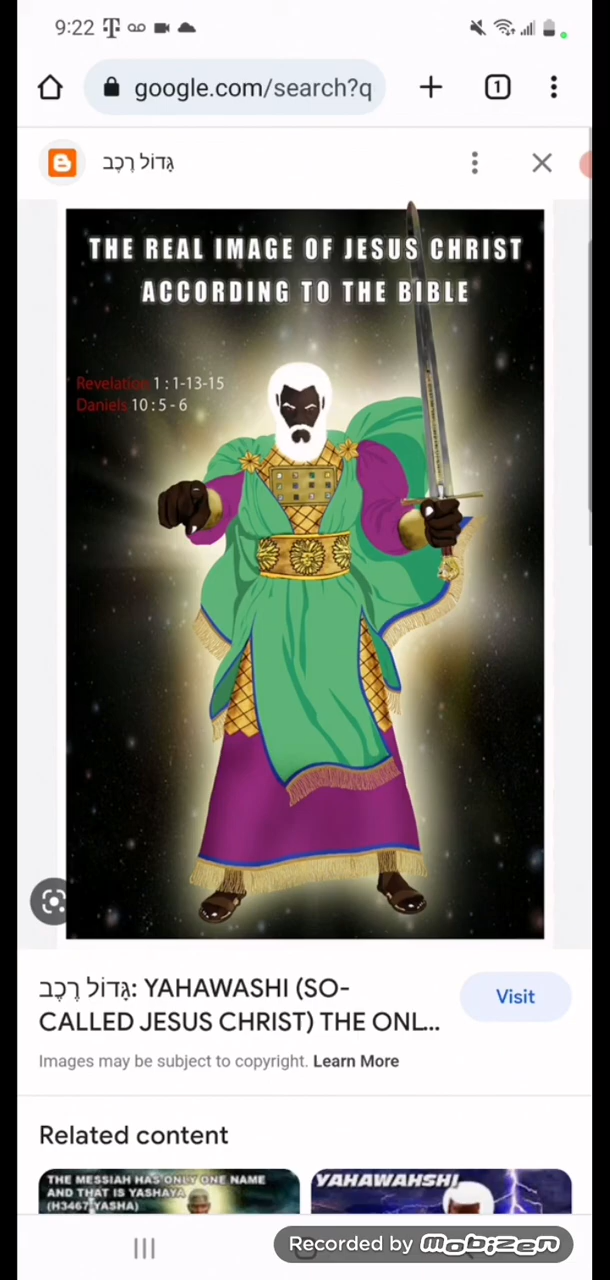 9:22
google.com/search?q
1
גָּדוֹל רֶכֶב
THE REAL IMAGE OF JESUS CHRIST
ACCORDING TO THE BIBLE
Revelation 1:1-13-15
Daniels 10:5-6
גָּדוֹל רֶכֶב: YAHAWASHI (SO-
CALLED JESUS CHRIST) THE ONL...
Visit
Images may be subject to copyright. Learn More
Related content
THE MESSIAH HAS ONLY ONE NAME
AND THAT IS YASHAYA
(H3467 YASHA)
YAHAWAHSHI
Recorded by mobizen